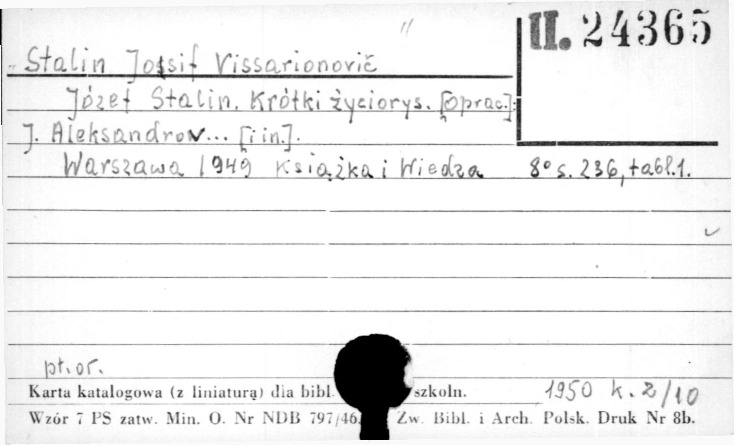 II. 24365
„Stalin Jossif Vissarionovič "
Józef Stalin. Krótki życiorys. [oprac.]:
J. Aleksandrov... [i in.].
Warszawa 1949 Książka i Wiedza 8° s. 236, tabl. 1.
pt. or.
Karta katalogowa (z liniaturą) dla bibl. szkoln. 1950 k. 2/10
Wzór 7 PS zatw. Min. O. Nr NDB 797/46. Zw. Bibl. i Arch. Polsk. Druk Nr 8b.